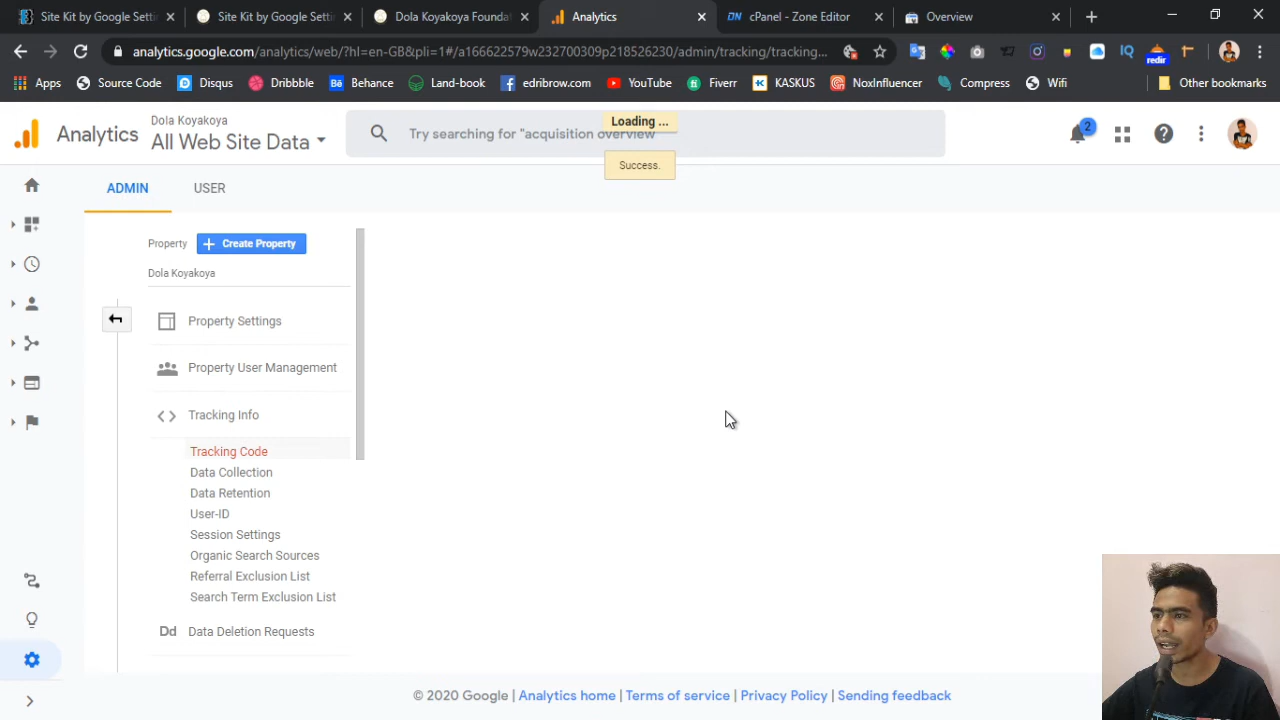 Site Kit by Google Setti
Site Kit by Google Setti
Dola Koyakoya Founda
Analytics
cPanel - Zone Editor
Overview
analytics.google.com/analytics/web/?hl=en-GB&pli=1#/a166622579w232700309p218526230/admin/tracking/tracking...
redir
Apps
Source Code
Disqus
Dribbble
Behance
Land-book
edribrow.com
YouTube
Fiverr
KASKUS
NoxInfluencer
Compress
Wifi
Other bookmarks
Analytics
Dola Koyakoya
All Web Site Data
Try searching for "acquisition overview"
Loading ...
Success.
2
ADMIN
USER
Property
Create Property
Dola Koyakoya
Property Settings
Property User Management
Tracking Info
Tracking Code
Data Collection
Data Retention
User-ID
Session Settings
Organic Search Sources
Referral Exclusion List
Search Term Exclusion List
Dd Data Deletion Requests
© 2020 Google | Analytics home | Terms of service | Privacy Policy | Sending feedback